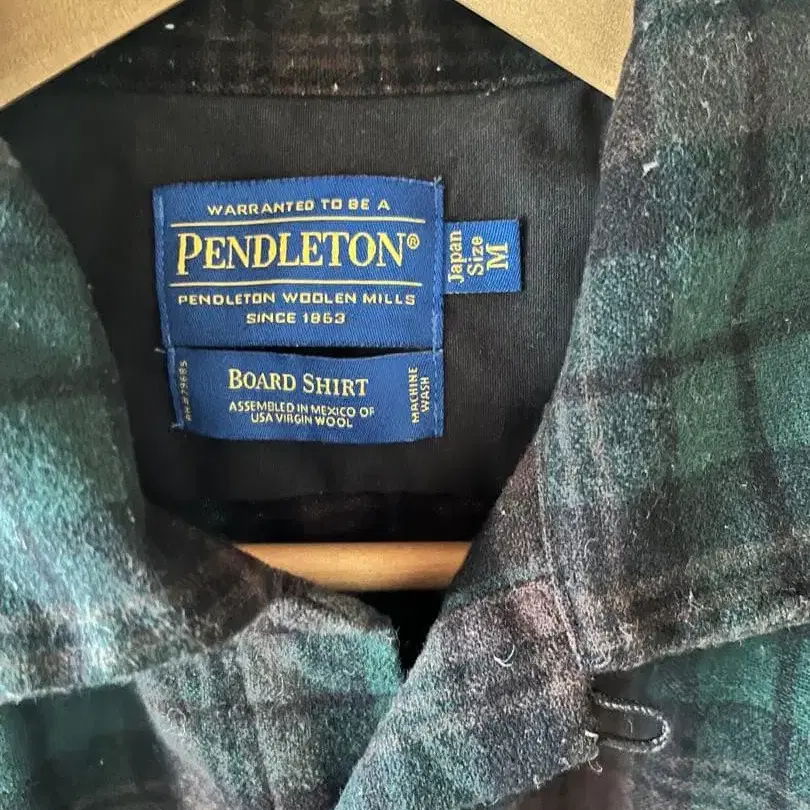 WARRANTED TO BE A
PENDLETON®
PENDLETON WOOLEN MILLS
SINCE 1863
Japan
Size
M
BOARD SHIRT
ASSEMBLED IN MEXICO OF
USA VIRGIN WOOL
MACHINE
WASH